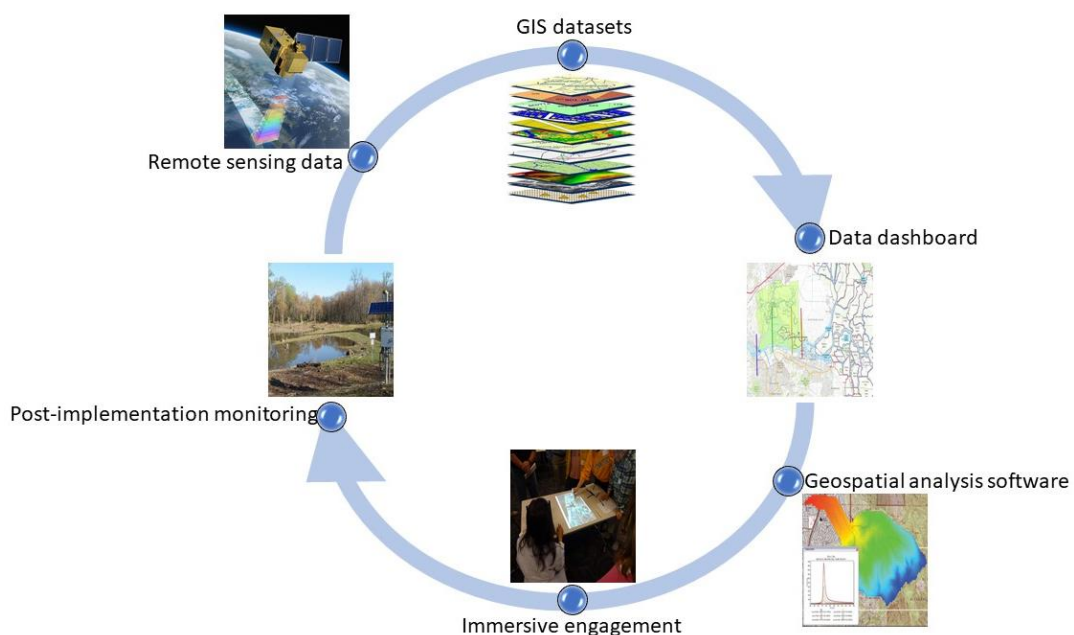 GIS datasets
Remote sensing data
Data dashboard
Post-implementation monitoring
Geospatial analysis software
Immersive engagement